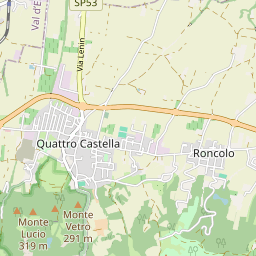 SP53
Val d'E
Via Lenin
Quattro Castella
Roncolo
Monte
Lucio
319 m
Monte
Vetro
291 m